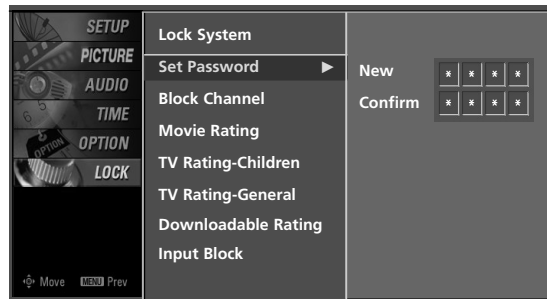 SETUP
PICTURE
AUDIO
TIME
OPTION
LOCK
Move MENU Prev
Lock System
Set Password ►
Block Channel
Movie Rating
TV Rating-Children
TV Rating-General
Downloadable Rating
Input Block
New * * * *
Confirm * * * *